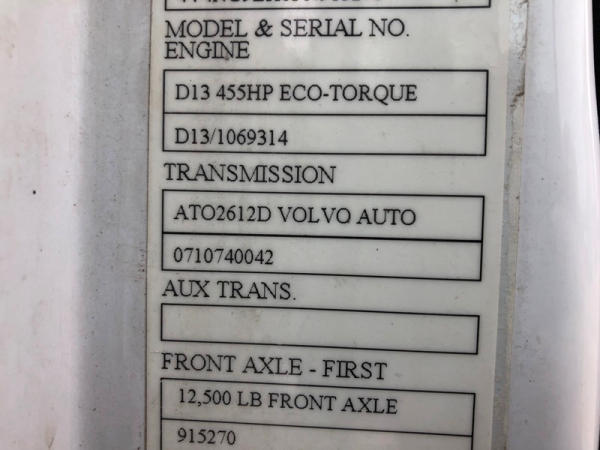 MODEL & SERIAL NO.
ENGINE
D13 455HP ECO-TORQUE
D13/1069314
TRANSMISSION
ATO2612D VOLVO AUTO
0710740042
AUX TRANS.
FRONT AXLE - FIRST
12,500 LB FRONT AXLE
915270